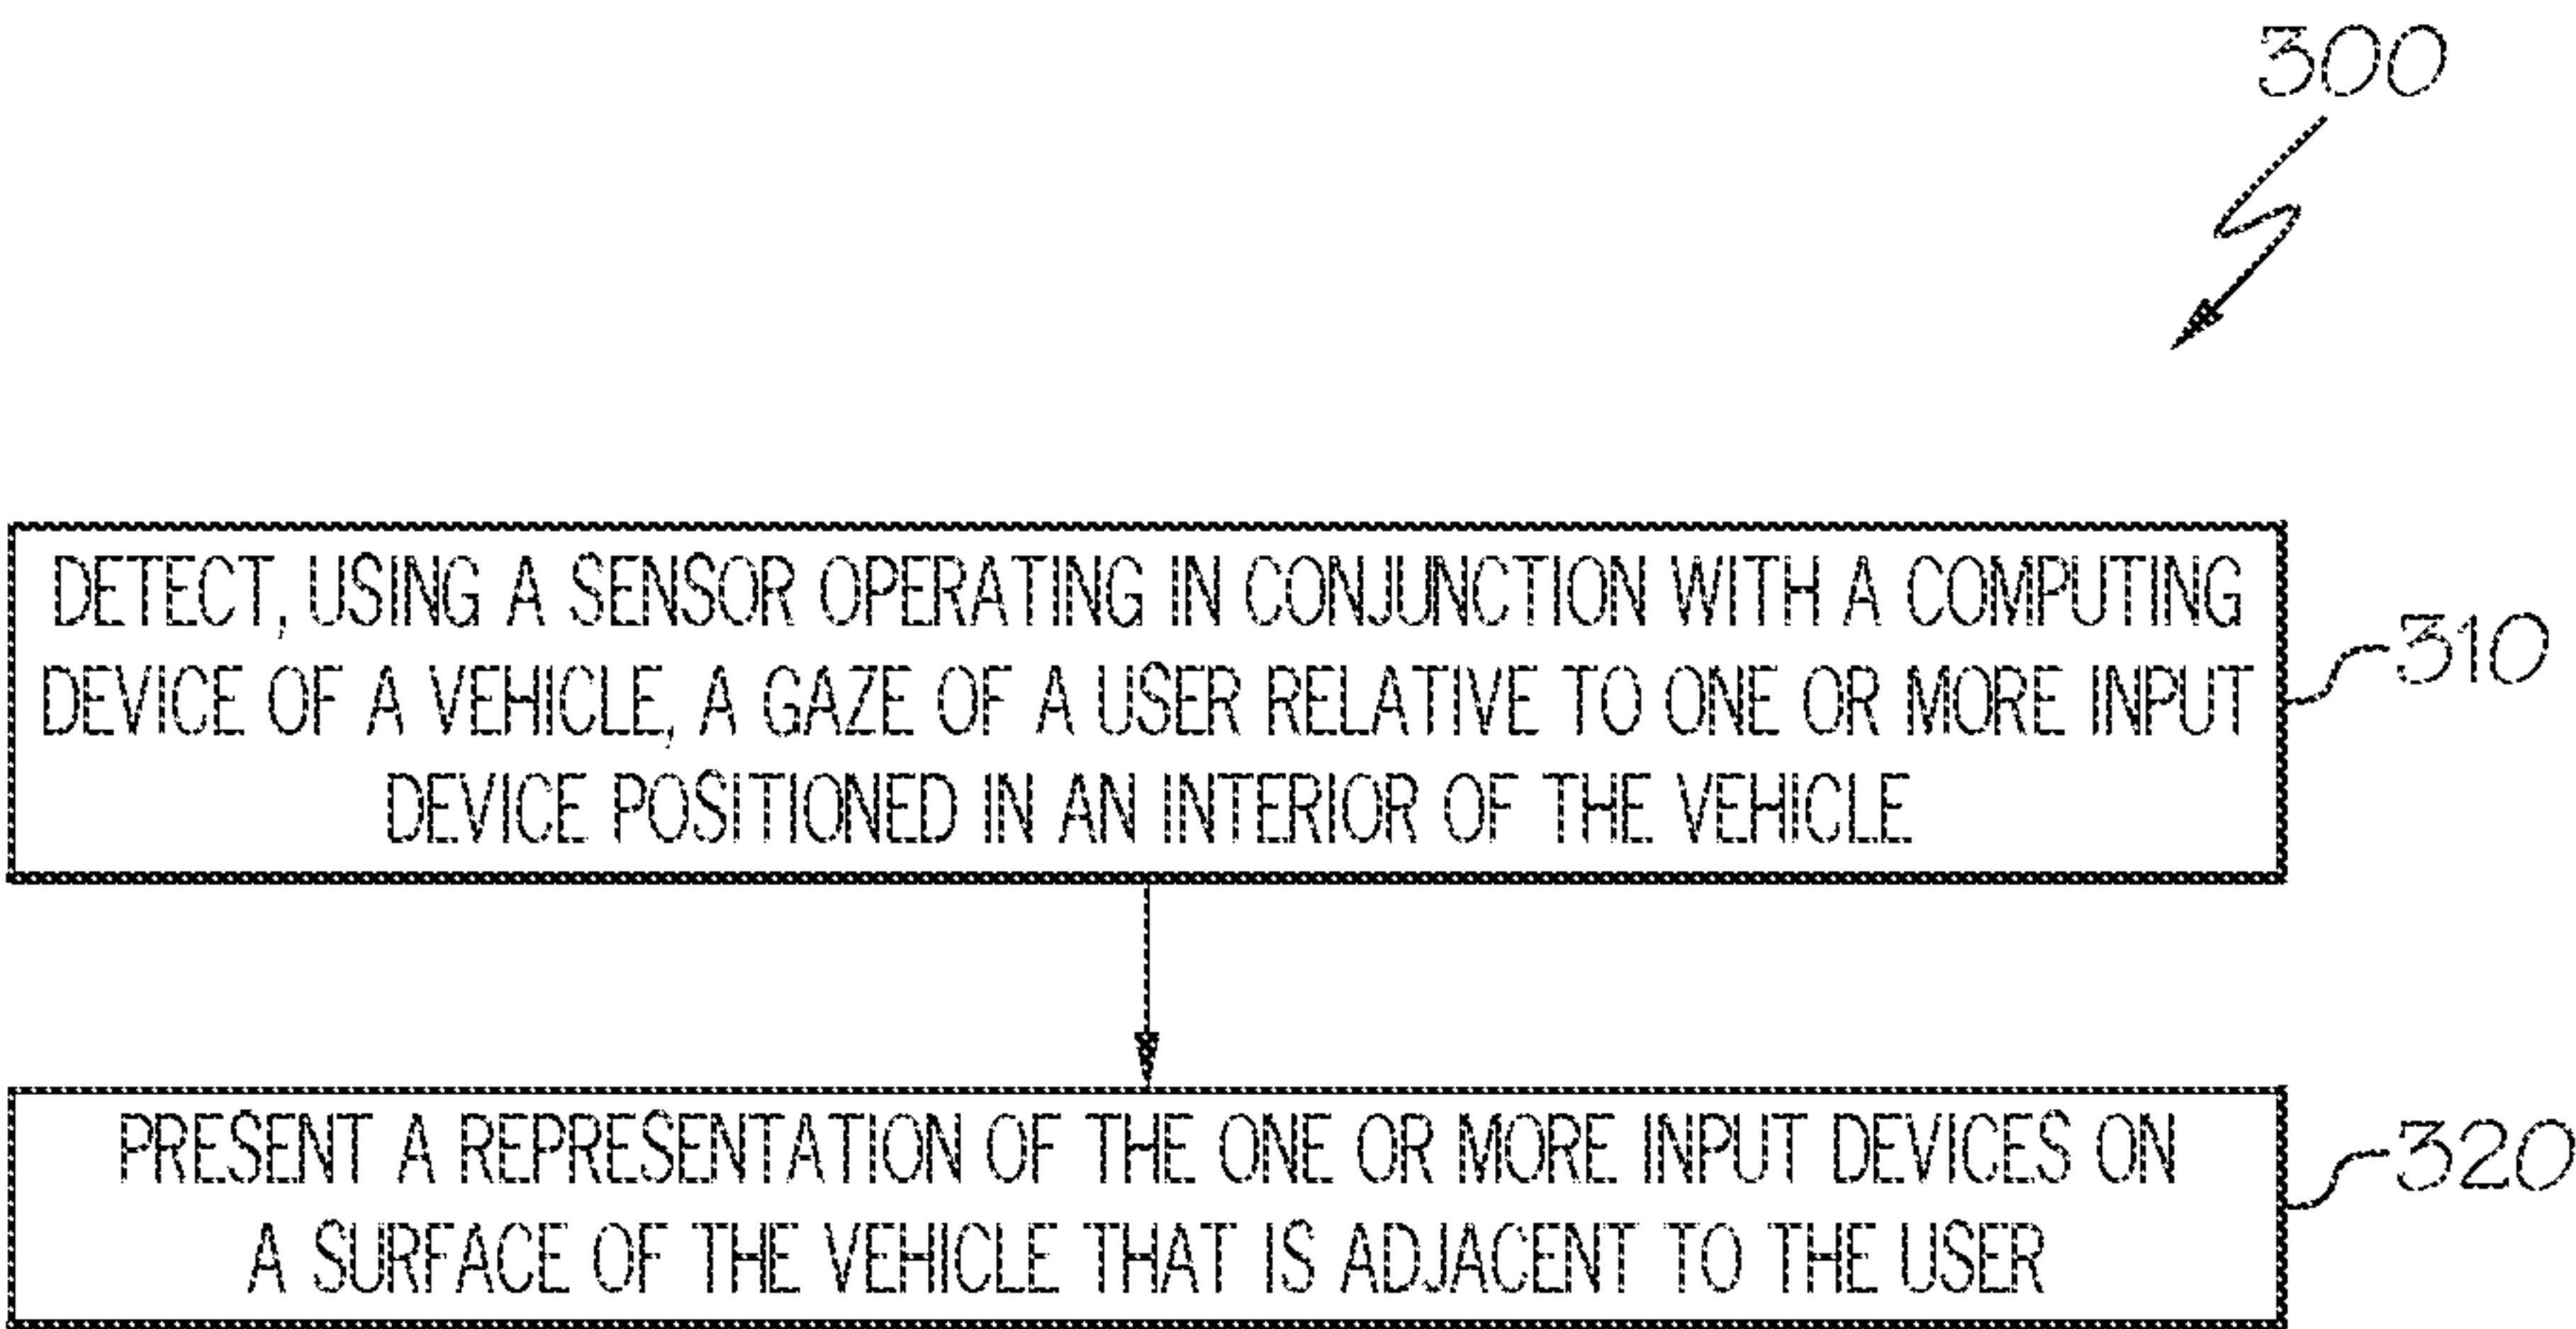 300
DETECT, USING A SENSOR OPERATING IN CONJUNCTION WITH A COMPUTING
DEVICE OF A VEHICLE, A GAZE OF A USER RELATIVE TO ONE OR MORE INPUT
DEVICE POSITIONED IN AN INTERIOR OF THE VEHICLE
310
PRESENT A REPRESENTATION OF THE ONE OR MORE INPUT DEVICES ON
A SURFACE OF THE VEHICLE THAT IS ADJACENT TO THE USER
320